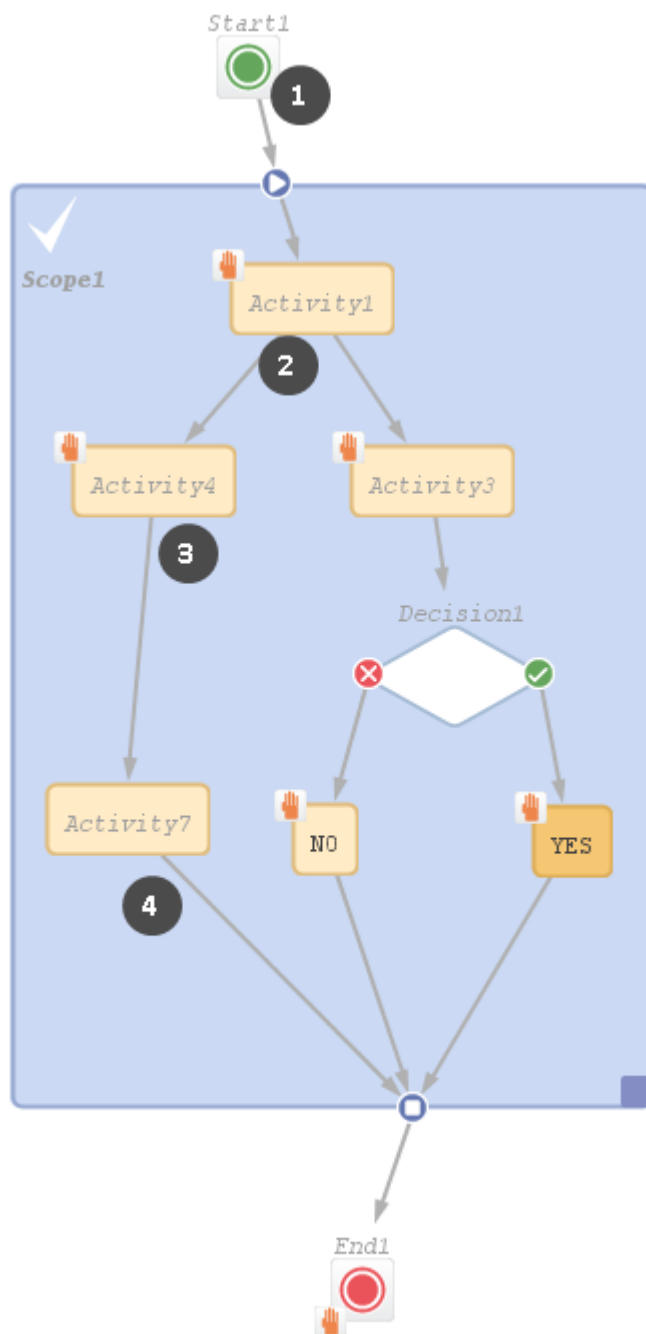 Start1
1
Scope1
Activity1
2
Activity4
Activity3
3
Decision1
Activity7
NO
YES
4
End1